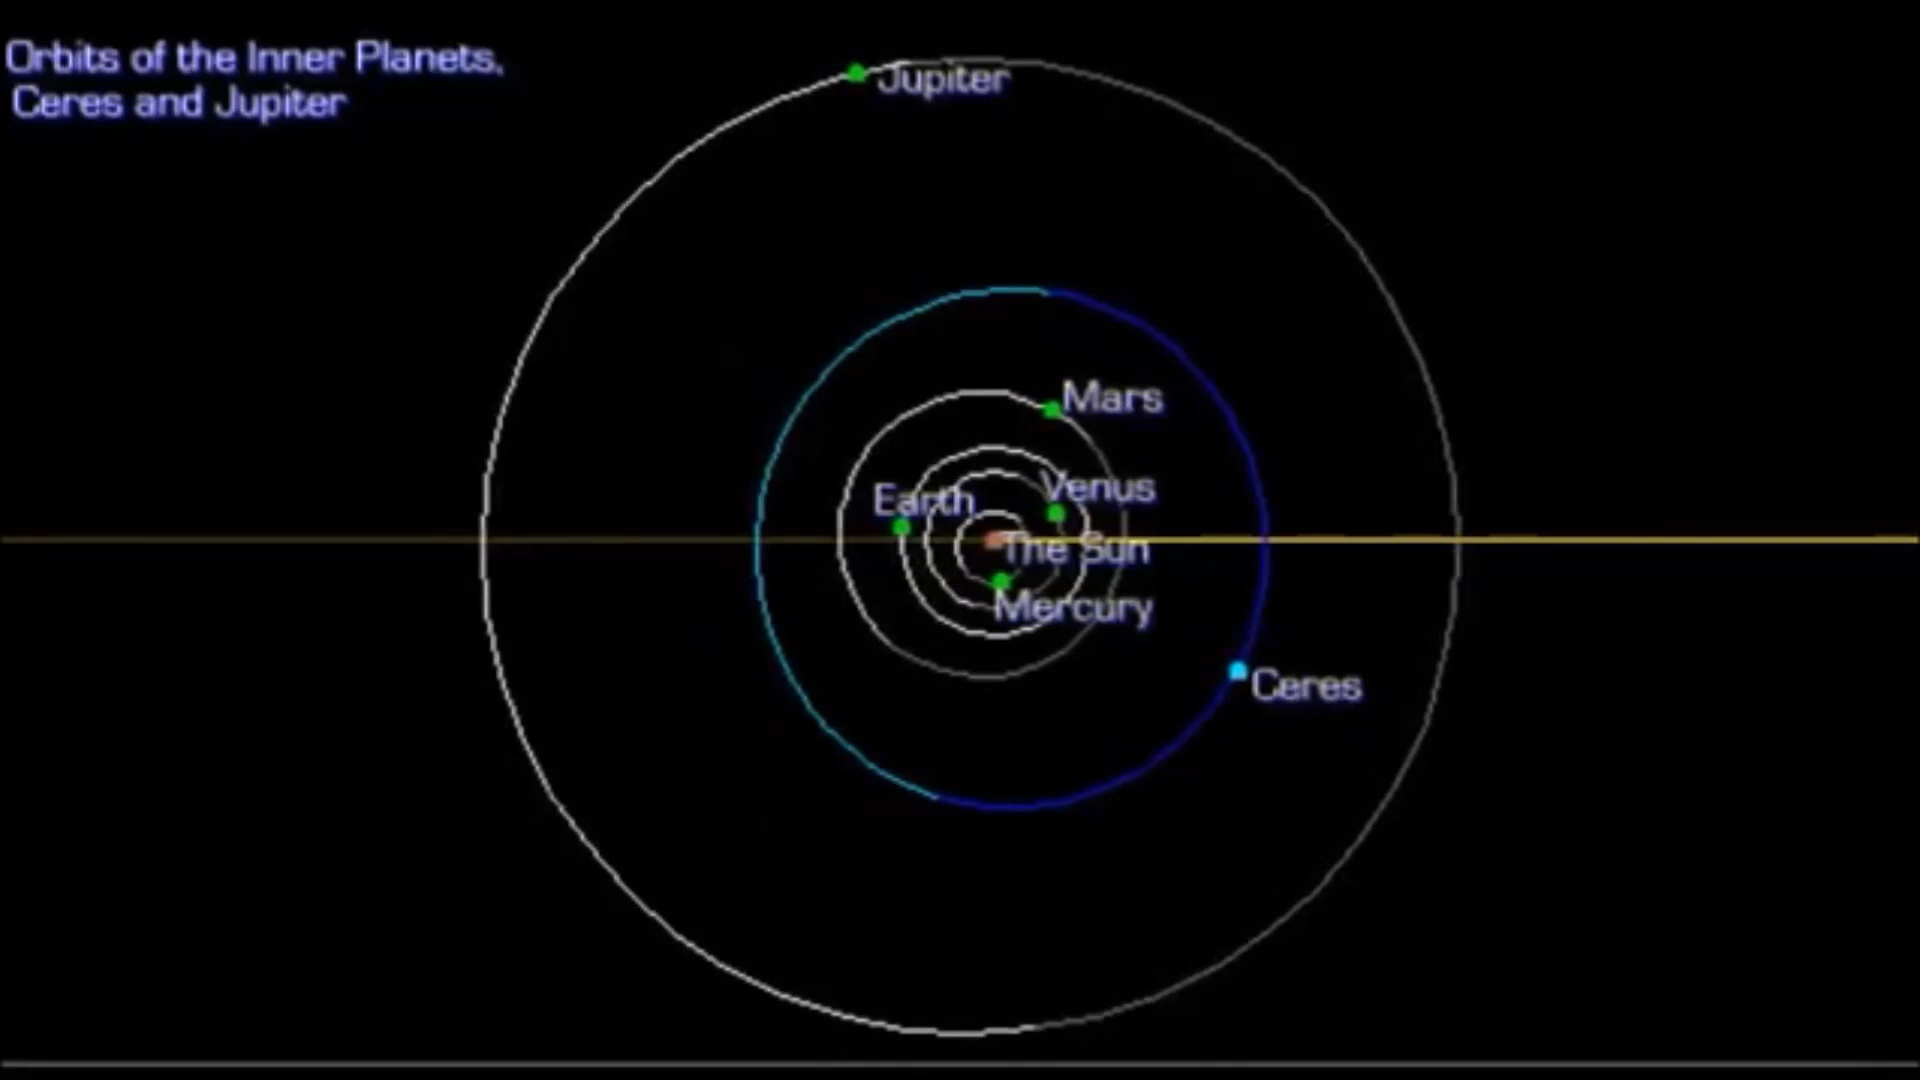 Orbits of the Inner Planets,
Ceres and Jupiter
Jupiter
Mars
Venus
Earth
The Sun
Mercury
Ceres